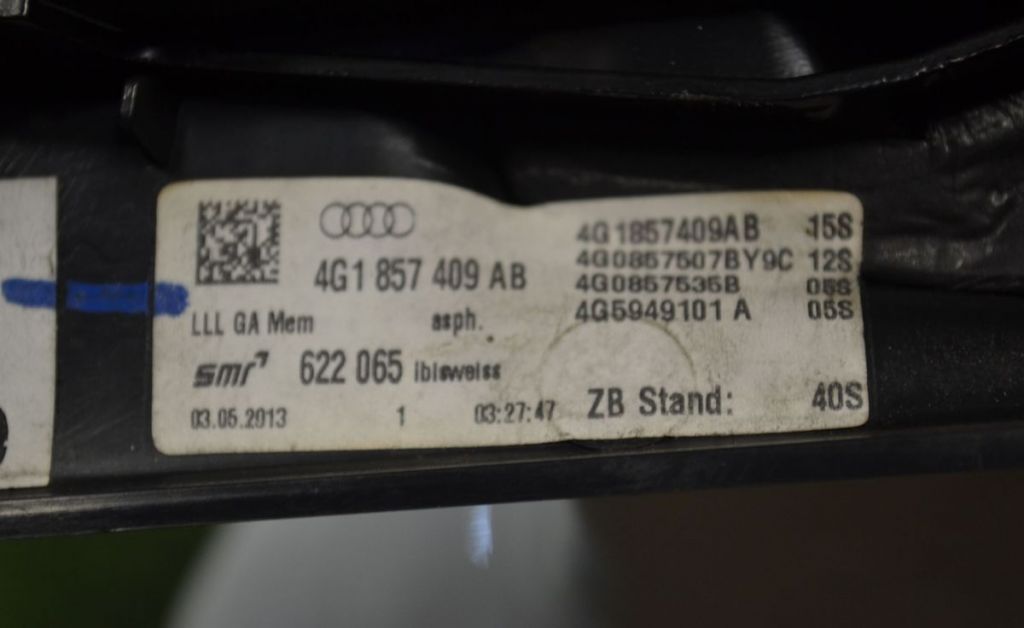 4G1 857 409 AB
LLL GA Mem asph.
smr 622 065 ibisweiss
03.05.2013 1 03:27:47
4G1857409AB 15S
4G0857507BY9C 12S
4G0857535B 05S
4G5949101 A 05S
ZB Stand: 40S